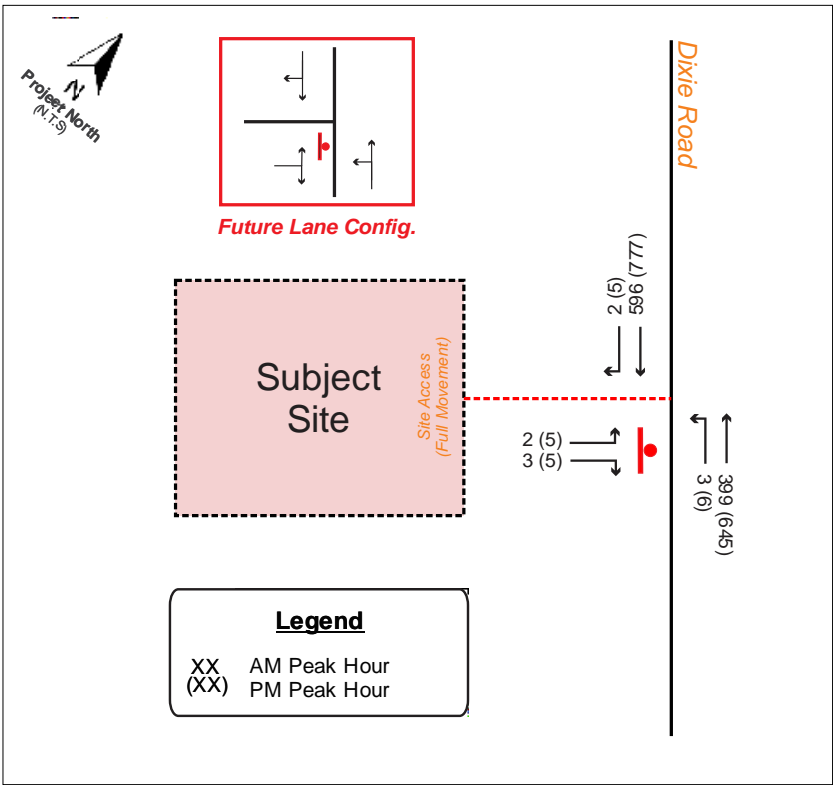 N
Project North
(N.T.S)
Future Lane Config.
Dixie Road
2 (5)
596 (777)
Subject
Site
Site Access
(Full Movement)
2 (5)
3 (5)
399 (645)
3 (6)
Legend
XX AM Peak Hour
(XX) PM Peak Hour